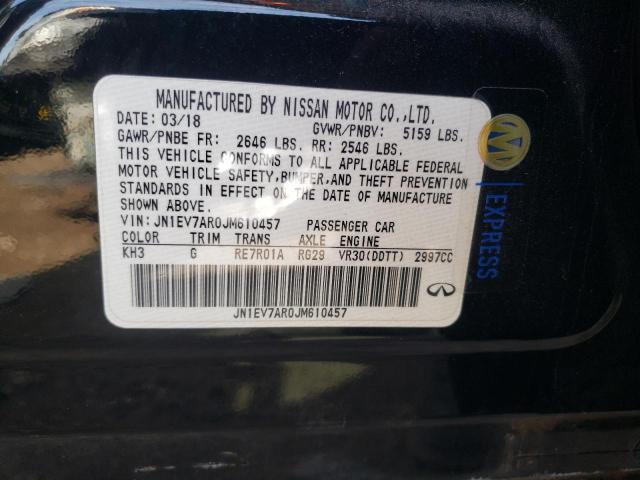 MANUFACTURED BY NISSAN MOTOR CO.,LTD.
DATE: 03/18 GVWR/PNBV: 5159 LBS.
GAWR/PNBE FR: 2646 LBS. RR: 2546 LBS.
THIS VEHICLE CONFORMS TO ALL APPLICABLE FEDERAL
MOTOR VEHICLE SAFETY, BUMPER, AND THEFT PREVENTION
STANDARDS IN EFFECT ON THE DATE OF MANUFACTURE
SHOWN ABOVE.
VIN: JN1EV7AR0JM610457 PASSENGER CAR
COLOR TRIM TRANS AXLE ENGINE
KH3 G RE7R01A RG29 VR30(DDTT) 2997CC
JN1EV7AR0JM610457
M
EXPRESS